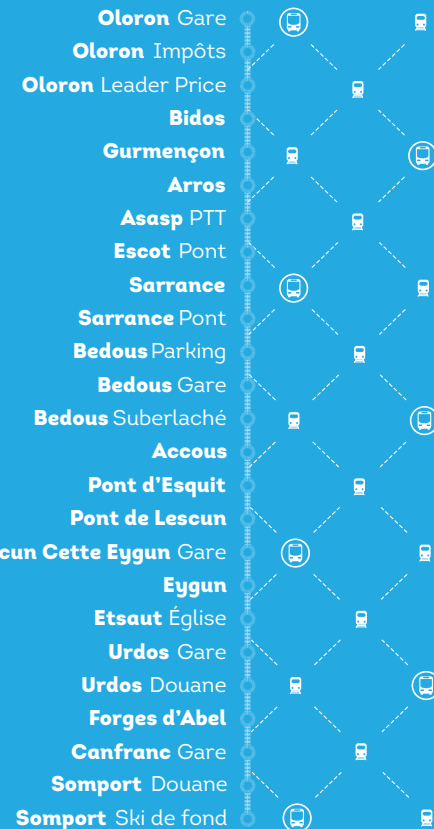 Oloron Gare
Oloron Impôts
Oloron Leader Price
Bidos
Gurmençon
Arros
Asasp PTT
Escot Pont
Sarrance
Sarrance Pont
Bedous Parking
Bedous Gare
Bedous Suberlaché
Accous
Pont d'Esquit
Pont de Lescun
cun Cette Eygun Gare
Eygun
Etsaut Église
Urdos Gare
Urdos Douane
Forges d'Abel
Canfranc Gare
Somport Douane
Somport Ski de fond